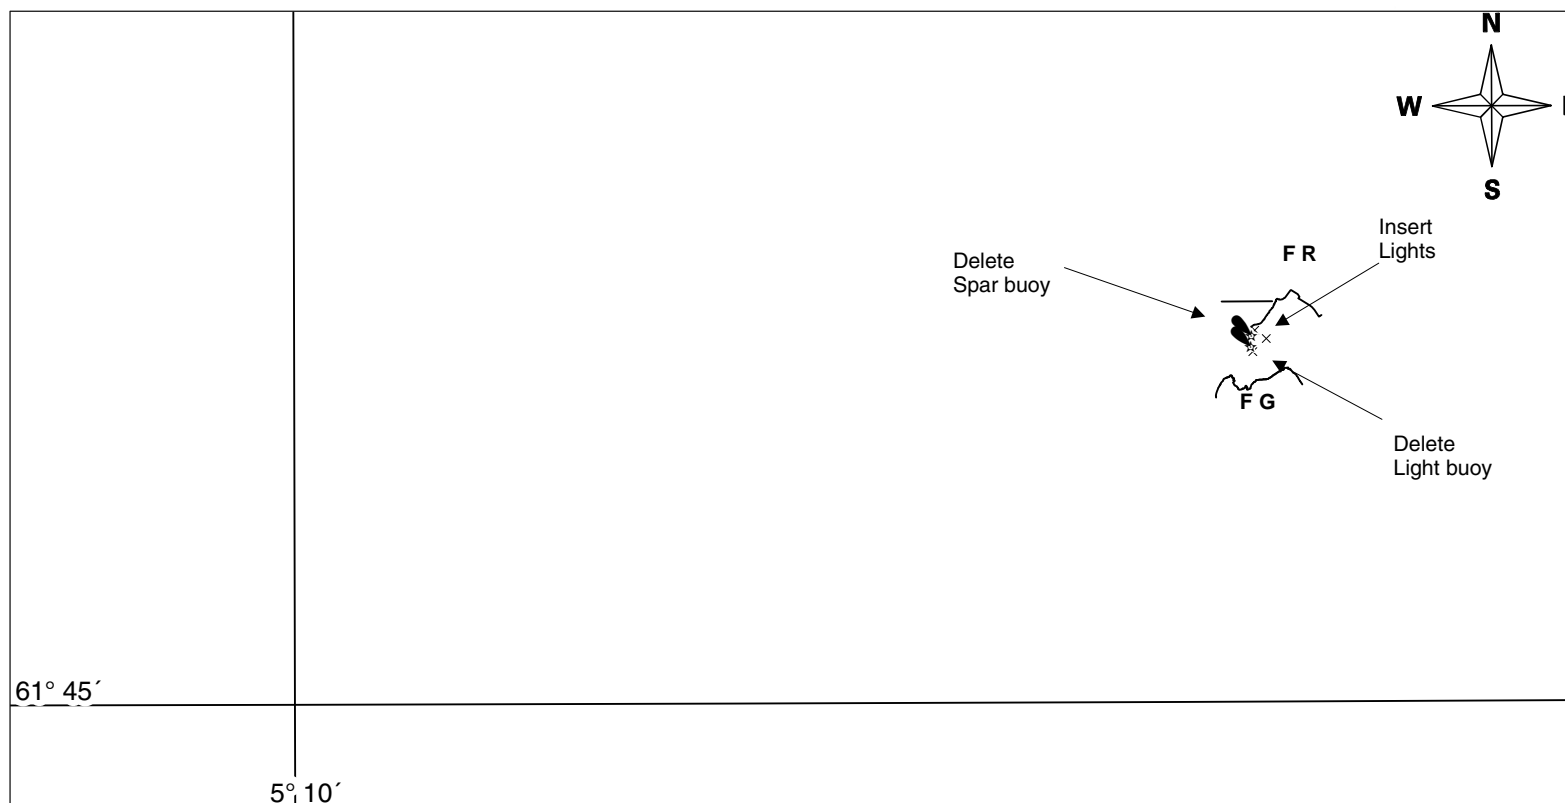 N
W
S
Insert
Lights
F R
Delete
Spar buoy
F G
Delete
Light buoy
61° 45´
5° 10´